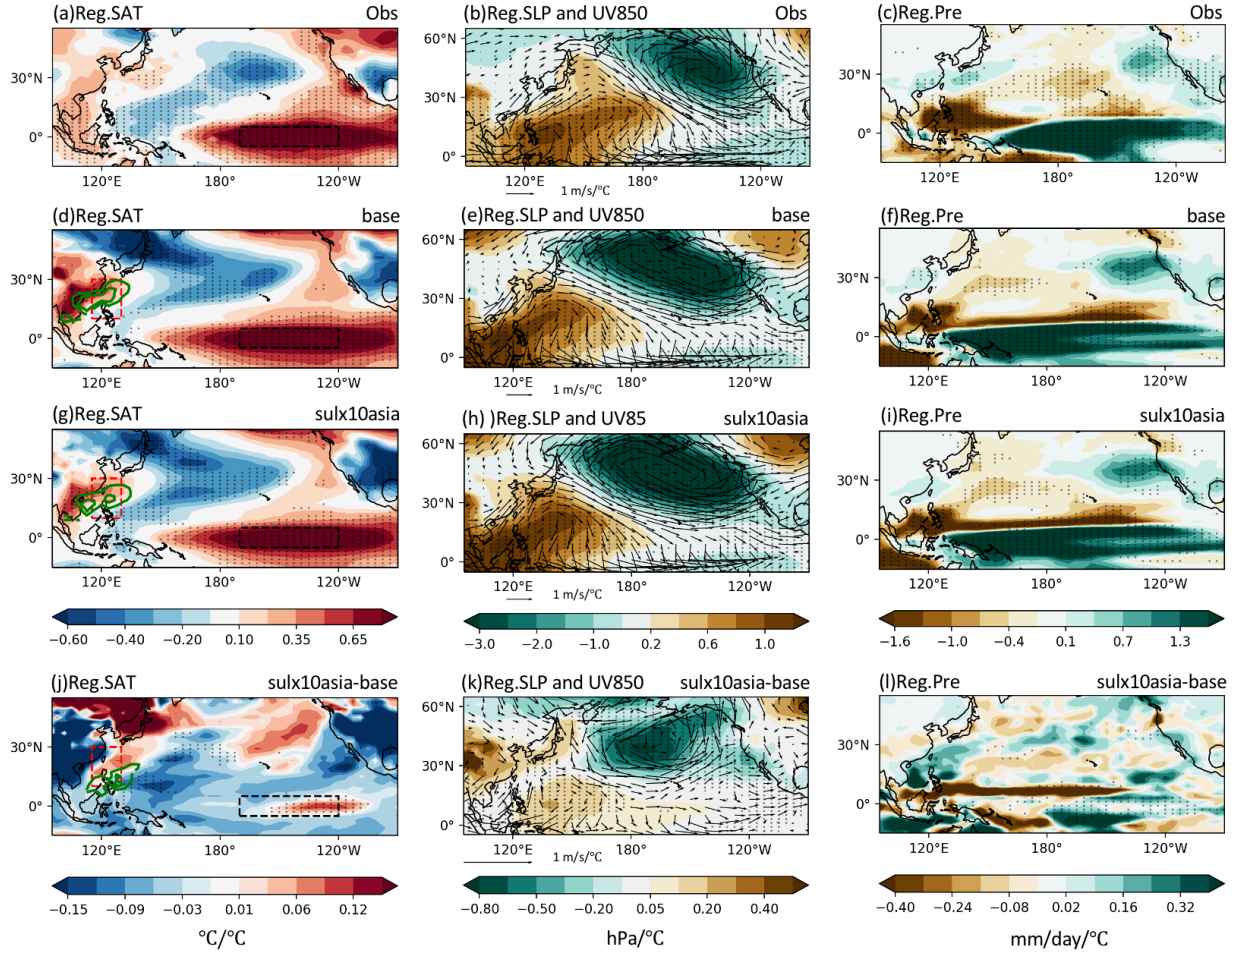 (a)Reg.SAT Obs
(b)Reg.SLP and UV850 Obs
(c)Reg.Pre Obs
30°N
0°
120°E 180° 120°W
60°N
30°N
0°
120°E 180° 120°W
1 m/s/°C
30°N
0°
120°E 180° 120°W
(d)Reg.SAT base
(e)Reg.SLP and UV850 base
(f)Reg.Pre base
30°N
0°
120°E 180° 120°W
60°N
30°N
0°
120°E 180° 120°W
1 m/s/°C
30°N
0°
120°E 180° 120°W
(g)Reg.SAT sulx10asia
(h) )Reg.SLP and UV85 sulx10asia
(i)Reg.Pre sulx10asia
30°N
0°
120°E 180° 120°W
60°N
30°N
0°
120°E 180° 120°W
1 m/s/°C
30°N
0°
120°E 180° 120°W
−0.60 −0.40 −0.20 0.10 0.35 0.65
−3.0 −2.0 −1.0 0.2 0.6 1.0
−1.6 −1.0 −0.4 0.1 0.7 1.3
(j)Reg.SAT sulx10asia-base
(k)Reg.SLP and UV850 sulx10asia-base
(l)Reg.Pre sulx10asia-base
30°N
0°
120°E 180° 120°W
60°N
30°N
0°
120°E 180° 120°W
1 m/s/°C
30°N
0°
120°E 180° 120°W
−0.15 −0.09 −0.03 0.01 0.06 0.12
−0.80 −0.50 −0.20 0.05 0.20 0.40
−0.40 −0.24 −0.08 0.02 0.16 0.32
°C/°C
hPa/°C
mm/day/°C